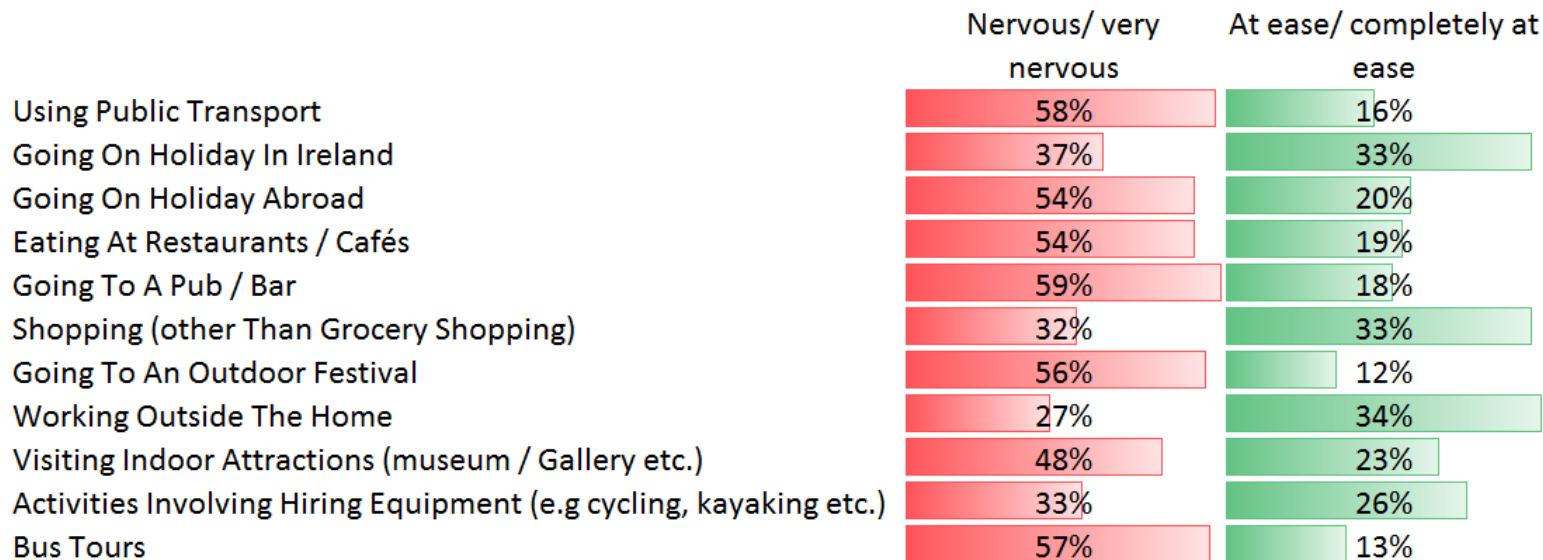 Nervous/ very nervous At ease/ completely at ease
Using Public Transport 58% 16%
Going On Holiday In Ireland 37% 33%
Going On Holiday Abroad 54% 20%
Eating At Restaurants / Cafés 54% 19%
Going To A Pub / Bar 59% 18%
Shopping (other Than Grocery Shopping) 32% 33%
Going To An Outdoor Festival 56% 12%
Working Outside The Home 27% 34%
Visiting Indoor Attractions (museum / Gallery etc.) 48% 23%
Activities Involving Hiring Equipment (e.g cycling, kayaking etc.) 33% 26%
Bus Tours 57% 13%